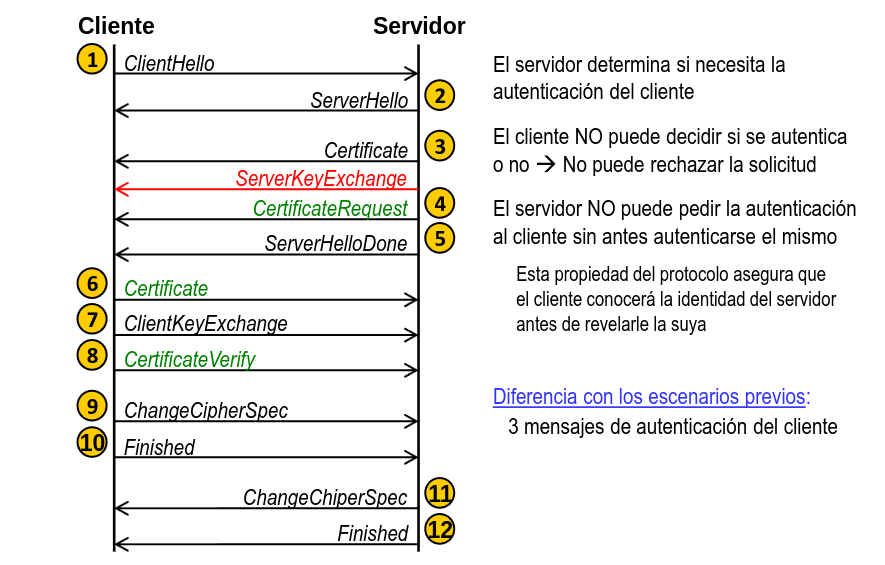 Cliente
Servidor
1
ClientHello
ServerHello
2
Certificate
3
ServerKeyExchange
CertificateRequest
4
ServerHelloDone
5
6
Certificate
7
ClientKeyExchange
8
CertificateVerify
9
ChangeCipherSpec
10
Finished
ChangeChiperSpec
11
Finished
12
El servidor determina si necesita la
autenticación del cliente
El cliente NO puede decidir si se autentica
o no → No puede rechazar la solicitud
El servidor NO puede pedir la autenticación
al cliente sin antes autenticarse el mismo
Esta propiedad del protocolo asegura que
el cliente conocerá la identidad del servidor
antes de revelarle la suya
Diferencia con los escenarios previos:
3 mensajes de autenticación del cliente